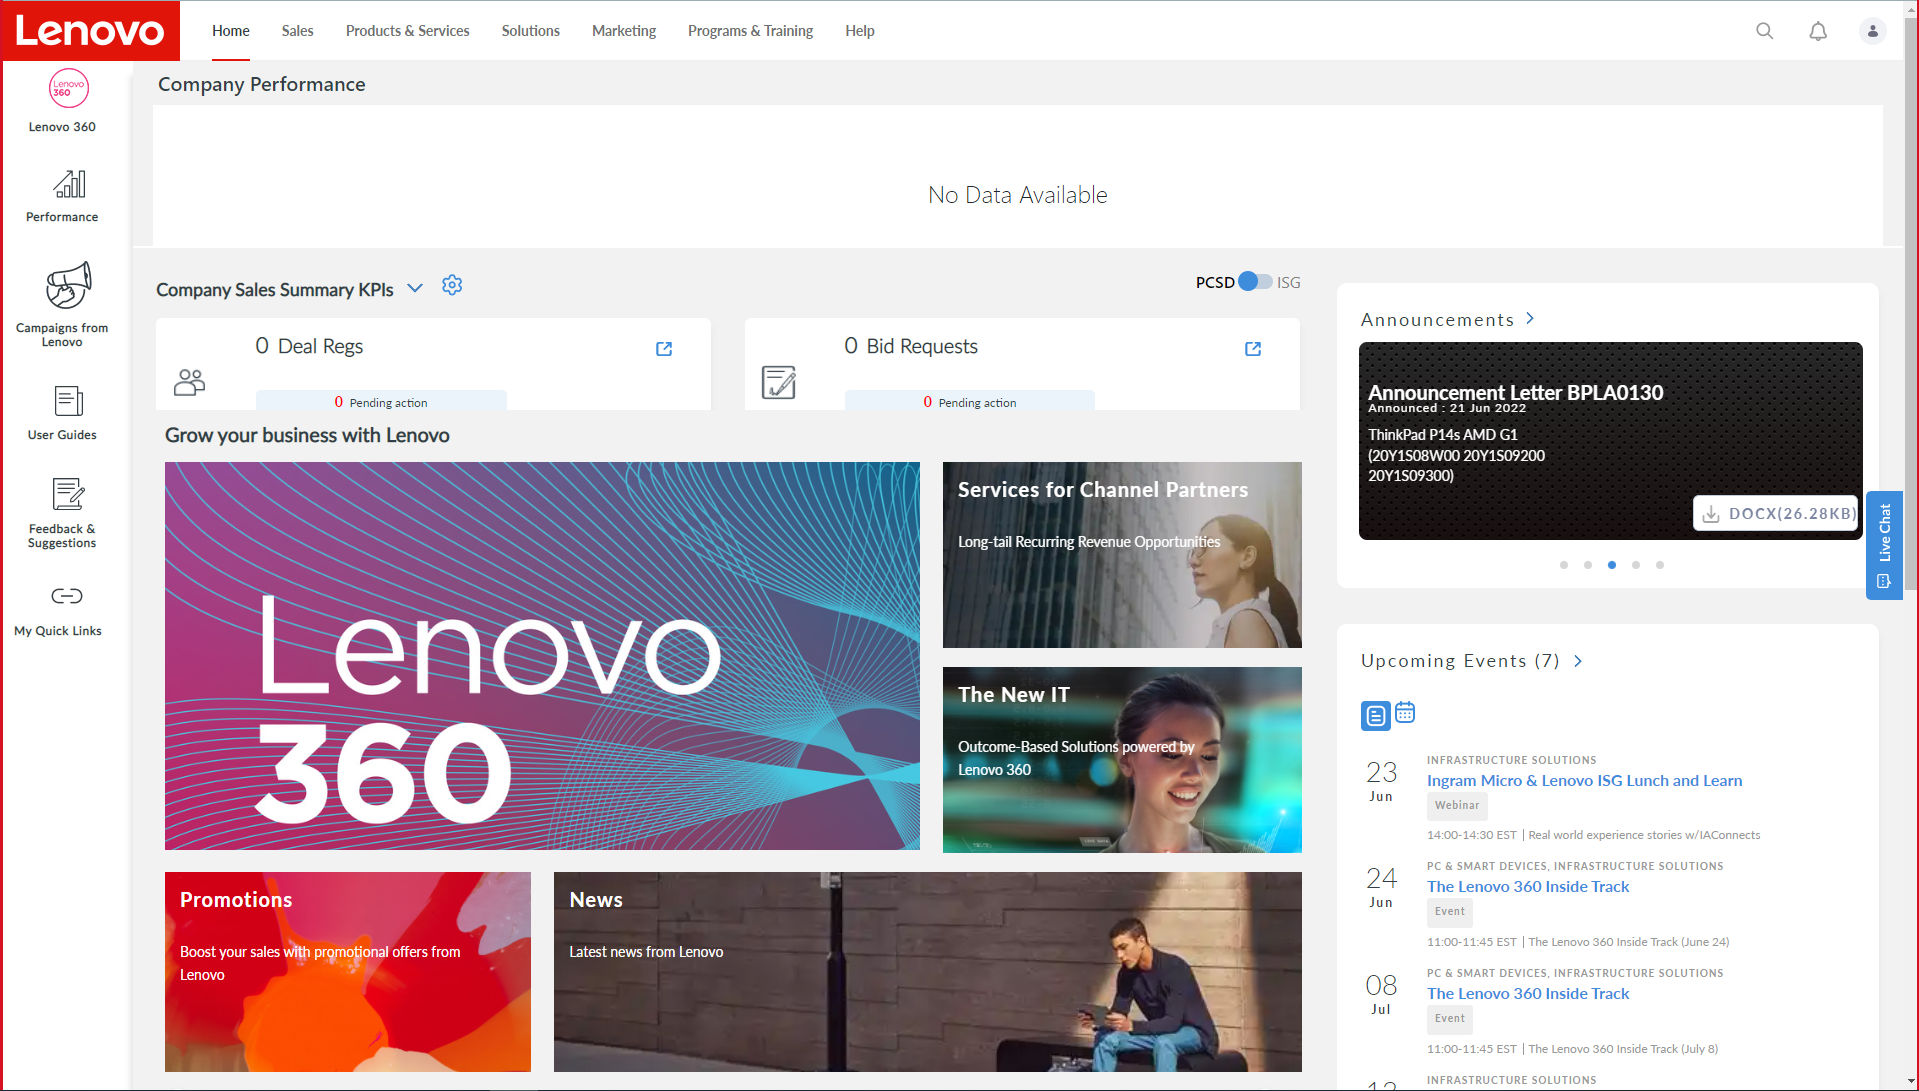 Lenovo
Home
Sales
Products & Services
Solutions
Marketing
Programs & Training
Help
Lenovo
360
Lenovo 360
Performance
Campaigns from
Lenovo
User Guides
Feedback &
Suggestions
My Quick Links
Company Performance
No Data Available
Company Sales Summary KPIs
PCSD
ISG
0 Deal Regs
0 Pending action
0 Bid Requests
0 Pending action
Grow your business with Lenovo
Lenovo
360
Services for Channel Partners
Long-tail Recurring Revenue Opportunities
The New IT
Outcome-Based Solutions powered by
Lenovo 360
Promotions
Boost your sales with promotional offers from
Lenovo
News
Latest news from Lenovo
Announcements
Announcement Letter BPLA0130
Announced : 21 Jun 2022
ThinkPad P14s AMD G1
(20Y1S08W00 20Y1S09200
20Y1S09300)
DOCX(26.28KB)
Live Chat
Upcoming Events (7)
23
Jun
INFRASTRUCTURE SOLUTIONS
Ingram Micro & Lenovo ISG Lunch and Learn
Webinar
14:00-14:30 EST | Real world experience stories w/IAConnects
24
Jun
PC & SMART DEVICES, INFRASTRUCTURE SOLUTIONS
The Lenovo 360 Inside Track
Event
11:00-11:45 EST | The Lenovo 360 Inside Track (June 24)
08
Jul
PC & SMART DEVICES, INFRASTRUCTURE SOLUTIONS
The Lenovo 360 Inside Track
Event
11:00-11:45 EST | The Lenovo 360 Inside Track (July 8)
INFRASTRUCTURE SOLUTIONS